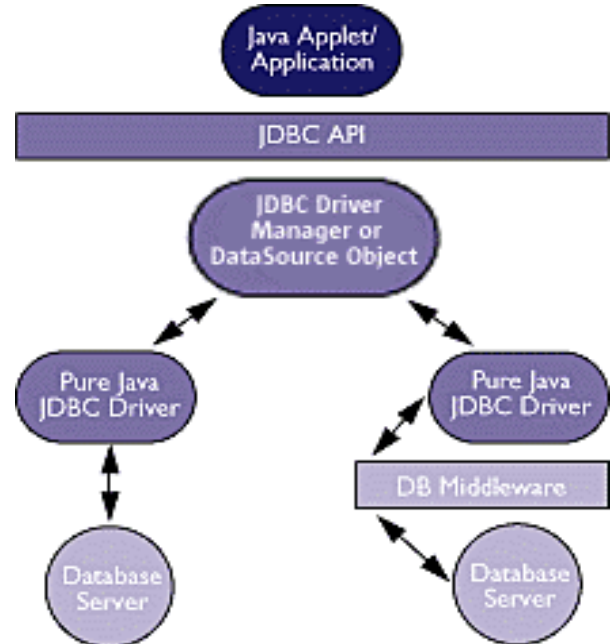 Java Applet/
Application
JDBC API
JDBC Driver
Manager or
DataSource Object
Pure Java
JDBC Driver
Pure Java
JDBC Driver
DB Middleware
Database
Server
Database
Server